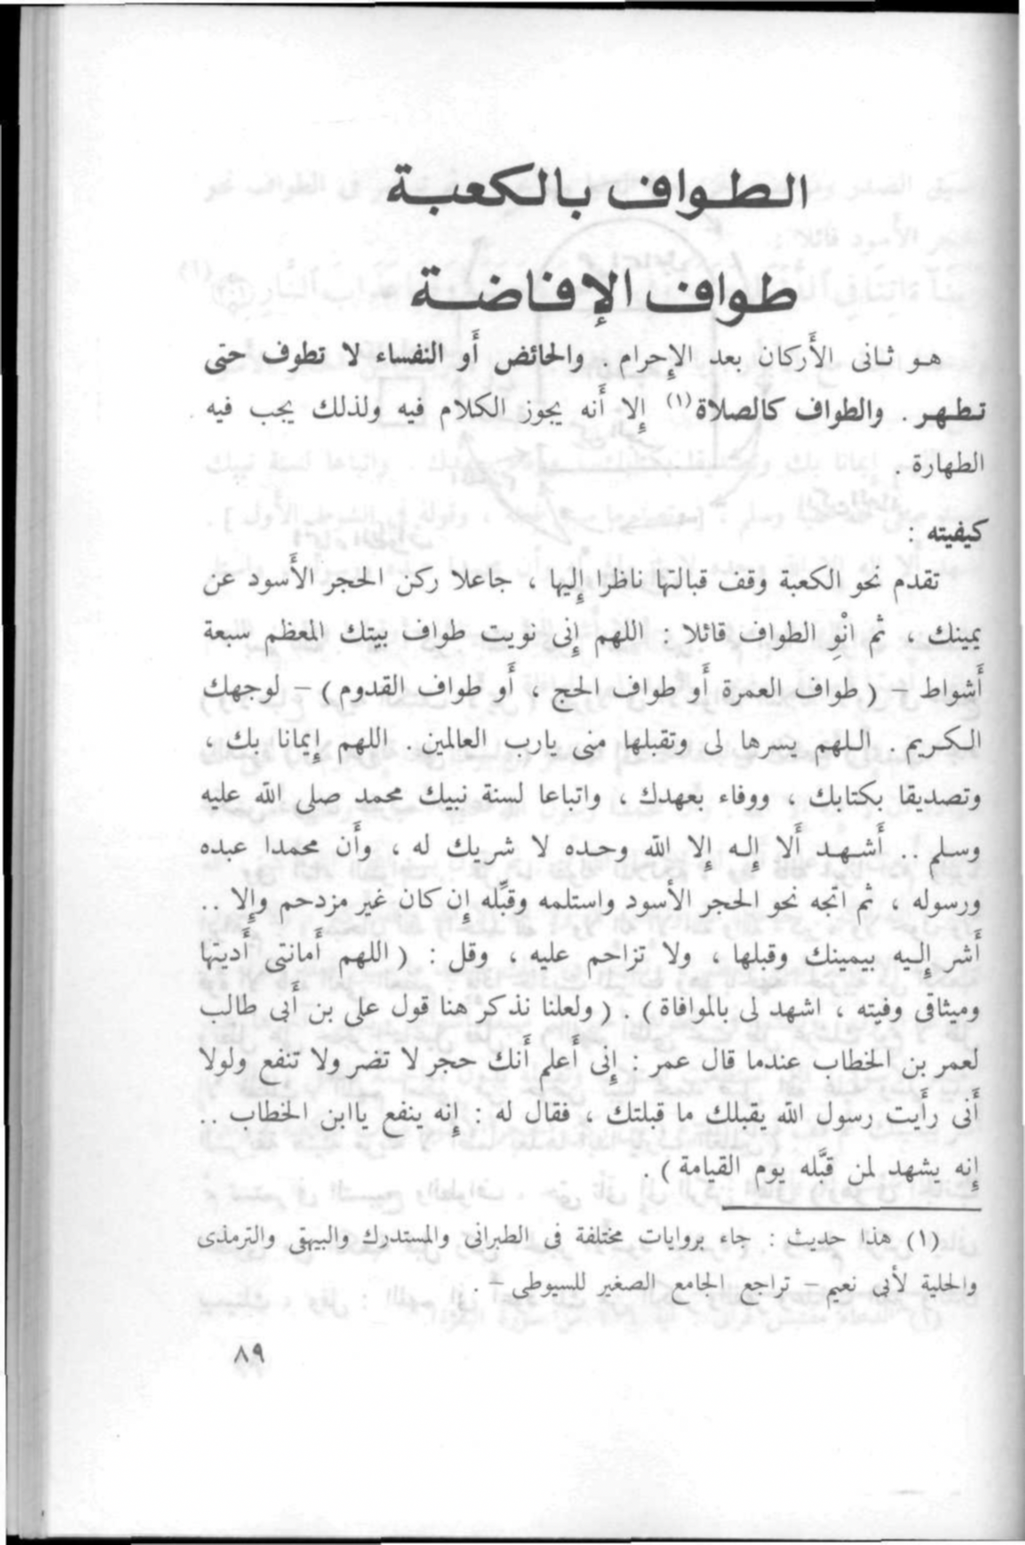 الطواف بالكعبة
طواف الإفاضة
هو ثانى الأركان بعد الإحرام . والحائض أو النفساء لا تطوف حتى
تطهر . والطواف كالصلاة (١) إلا أنه يجوز الكلام فيه ولذلك يجب فيه
الطهارة .
كيفيته :
تقدم نحو الكعبة وقف قبالتها ناظرا إليها ، جاعلا ركن الحجر الأسود عن
يمينك ، ثم انْوِ الطواف قائلا : اللهم إنى نويت طواف بيتك المعظم سبعة
أشواط - ( طواف العمرة أو طواف الحج ، أو طواف القدوم ) - لوجهك
الكريم . اللهم يسرها لى وتقبلها منى يارب العالمين . اللهم إيمانا بك ،
وتصديقا بكتابك ، ووفاء بعهدك ، واتباعا لسنة نبيك محمد صلى الله عليه
وسلم .. أشهد ألا إله إلا الله وحده لا شريك له ، وأن محمدا عبده
ورسوله ، ثم اتجه نحو الحجر الأسود واستلمه وقبِّله إن كان غير مزدحم وإلا ..
أشر إليه بيمينك وقبلها ، ولا تزاحم عليه ، وقل : ( اللهم أمانتى أديتها
وميثاقى وفيته ، اشهد لى بالموافاة ) . ( ولعلنا نذكر هنا قول على بن أبى طالب
لعمر بن الخطاب عندما قال عمر : إنى أعلم أنك حجر لا تضر ولا تنفع ولولا
أنى رأيت رسول الله يقبلك ما قبلتك ، فقال له : إنه ينفع يابن الخطاب ..
إنه يشهد لمن قبَّله يوم القيامة ) .
(١) هذا حديث : جاء بروايات مختلفة فى الطبرانى والمستدرك والبيهقى والترمذى
والحلية لأبى نعيم - تراجع الجامع الصغير للسيوطى - .
٨٩